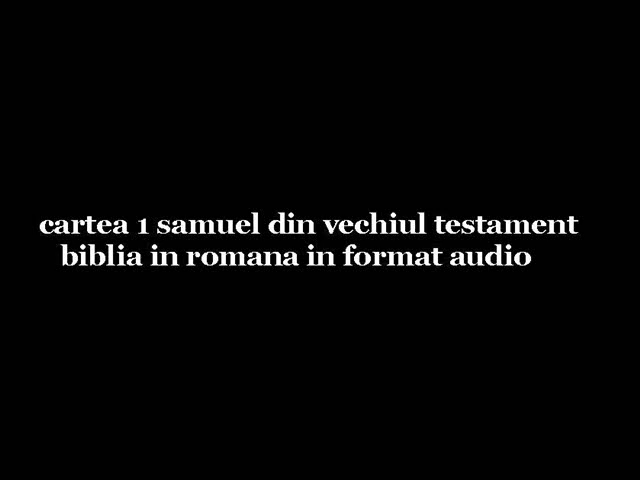 cartea 1 samuel din vechiul testament
biblia in romana in format audio